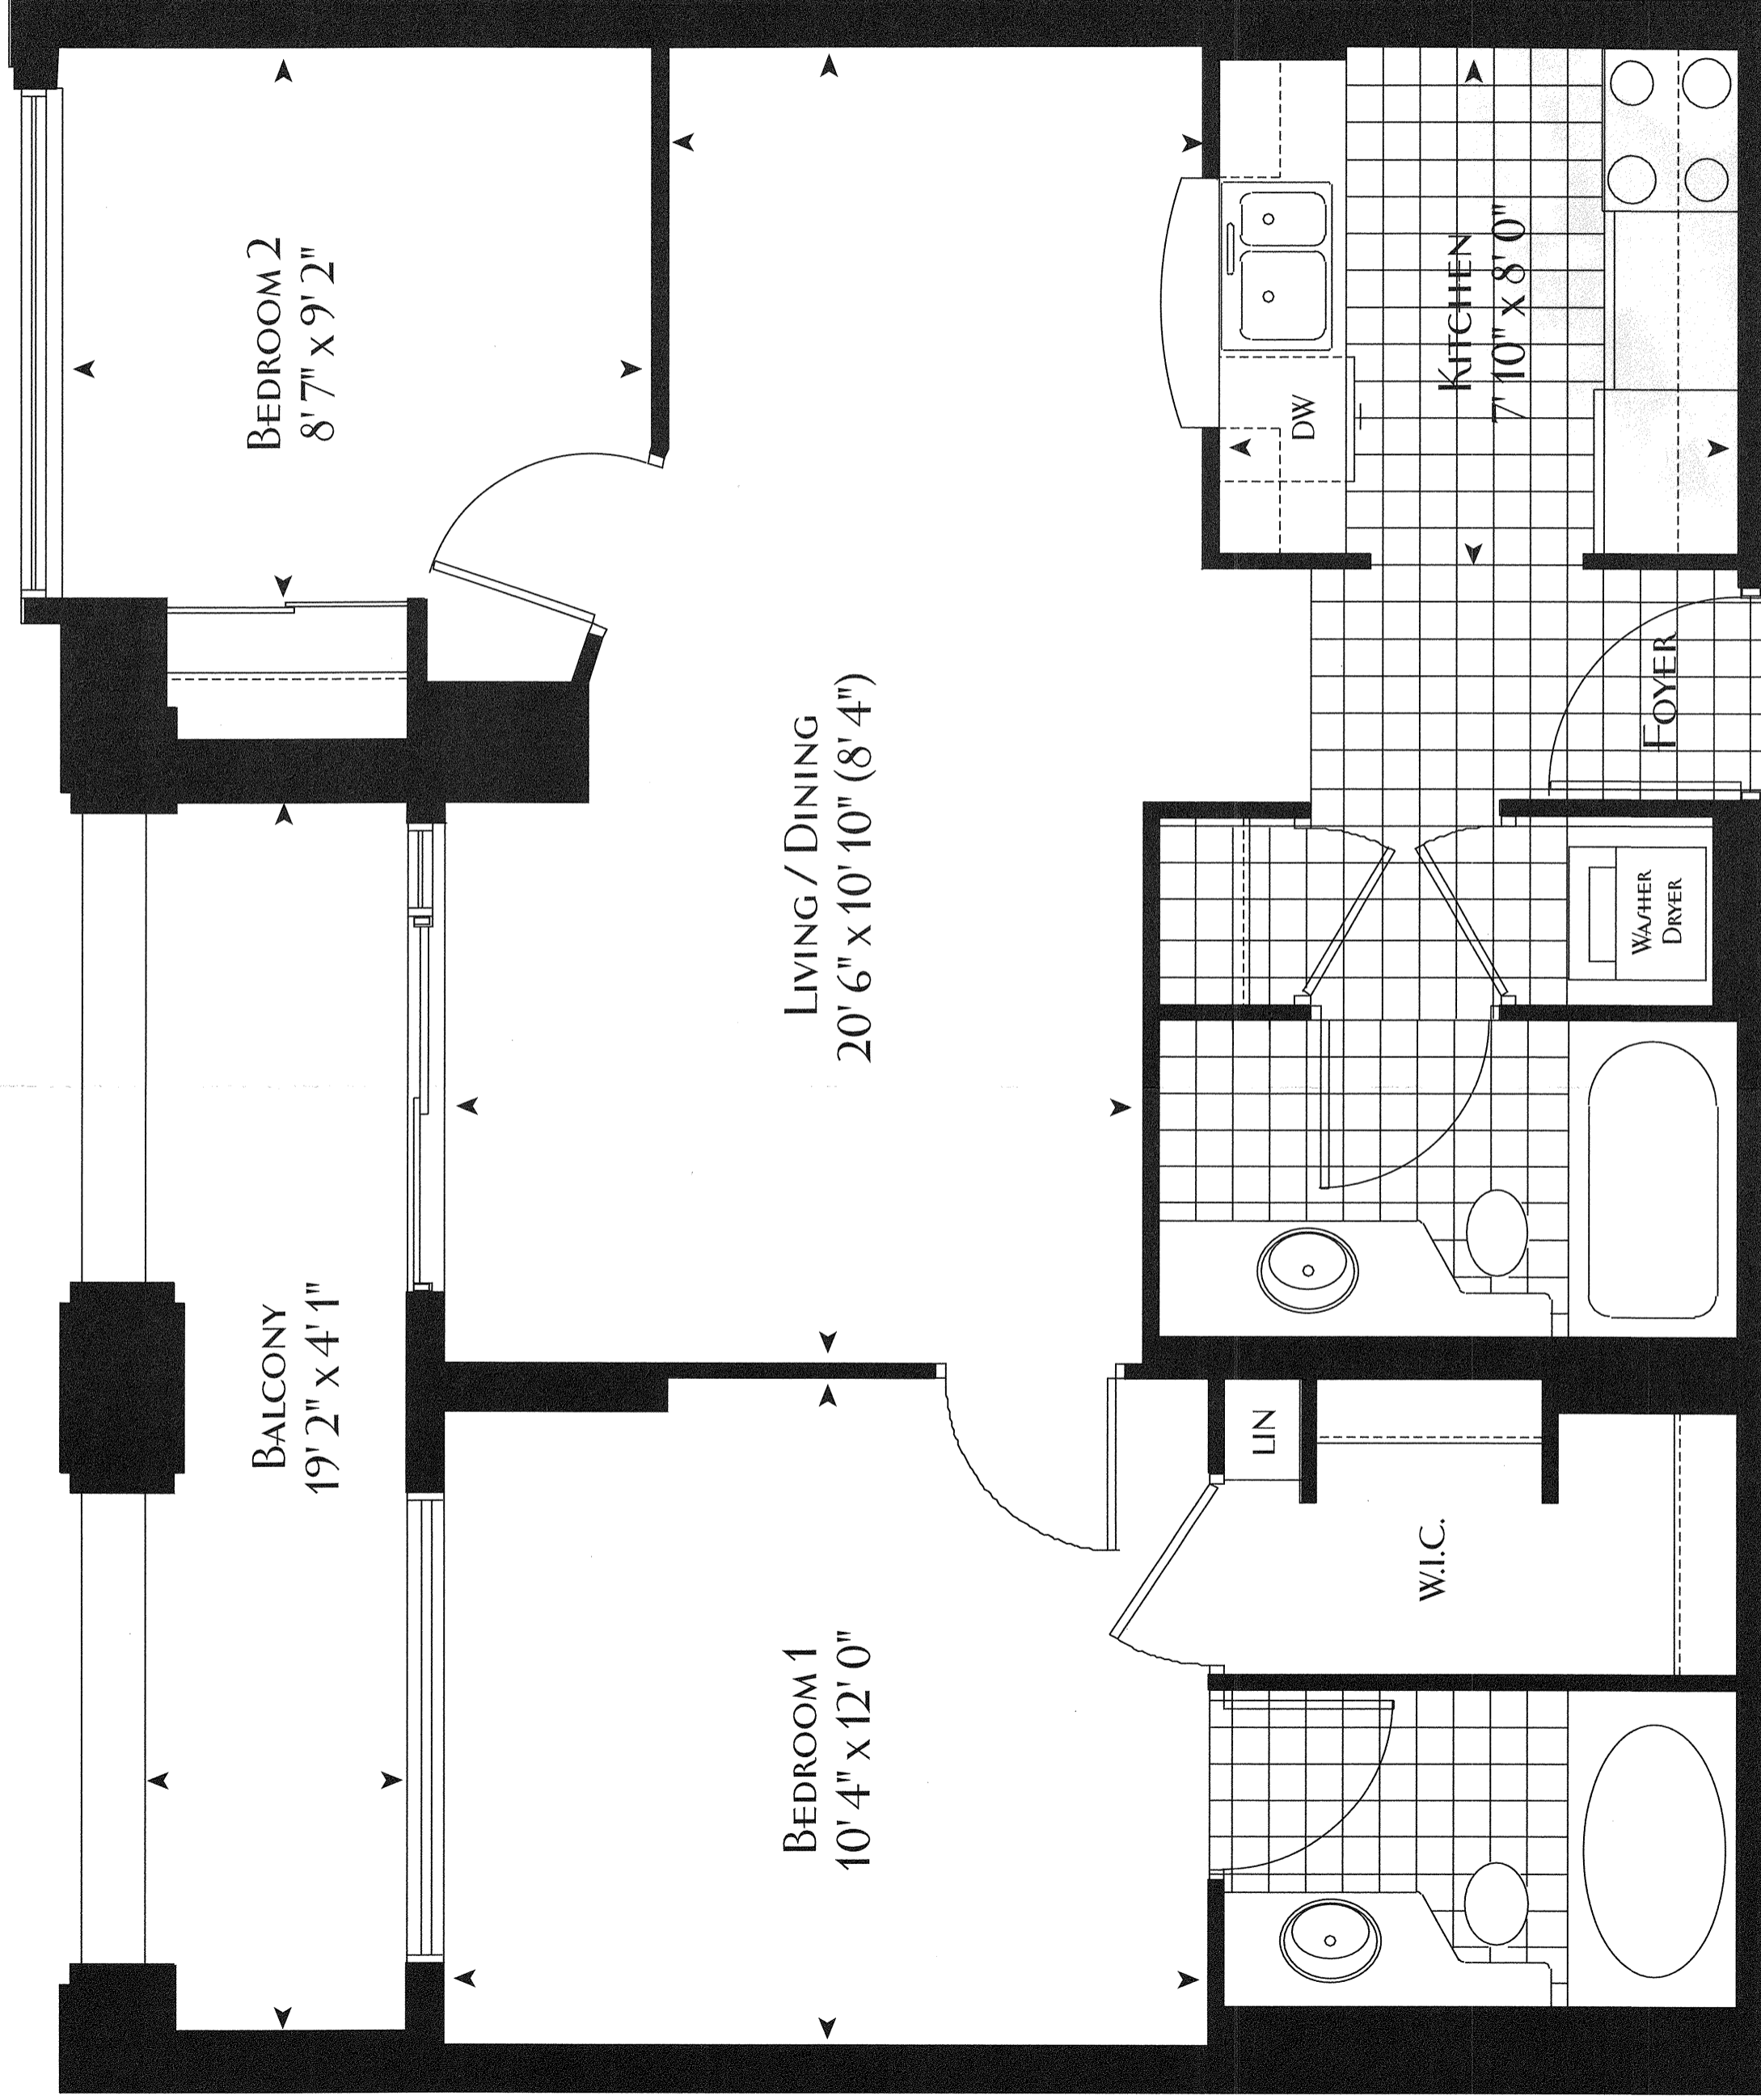 BEDROOM 2
8' 7" x 9' 2"
KITCHEN
7' 10" x 8' 0"
DW
FOYER
LIVING / DINING
20' 6" x 10' 10" (8' 4")
WASHER
DRYER
BALCONY
19' 2" x 4' 1"
LIN
W.I.C.
BEDROOM 1
10' 4" x 12' 0"